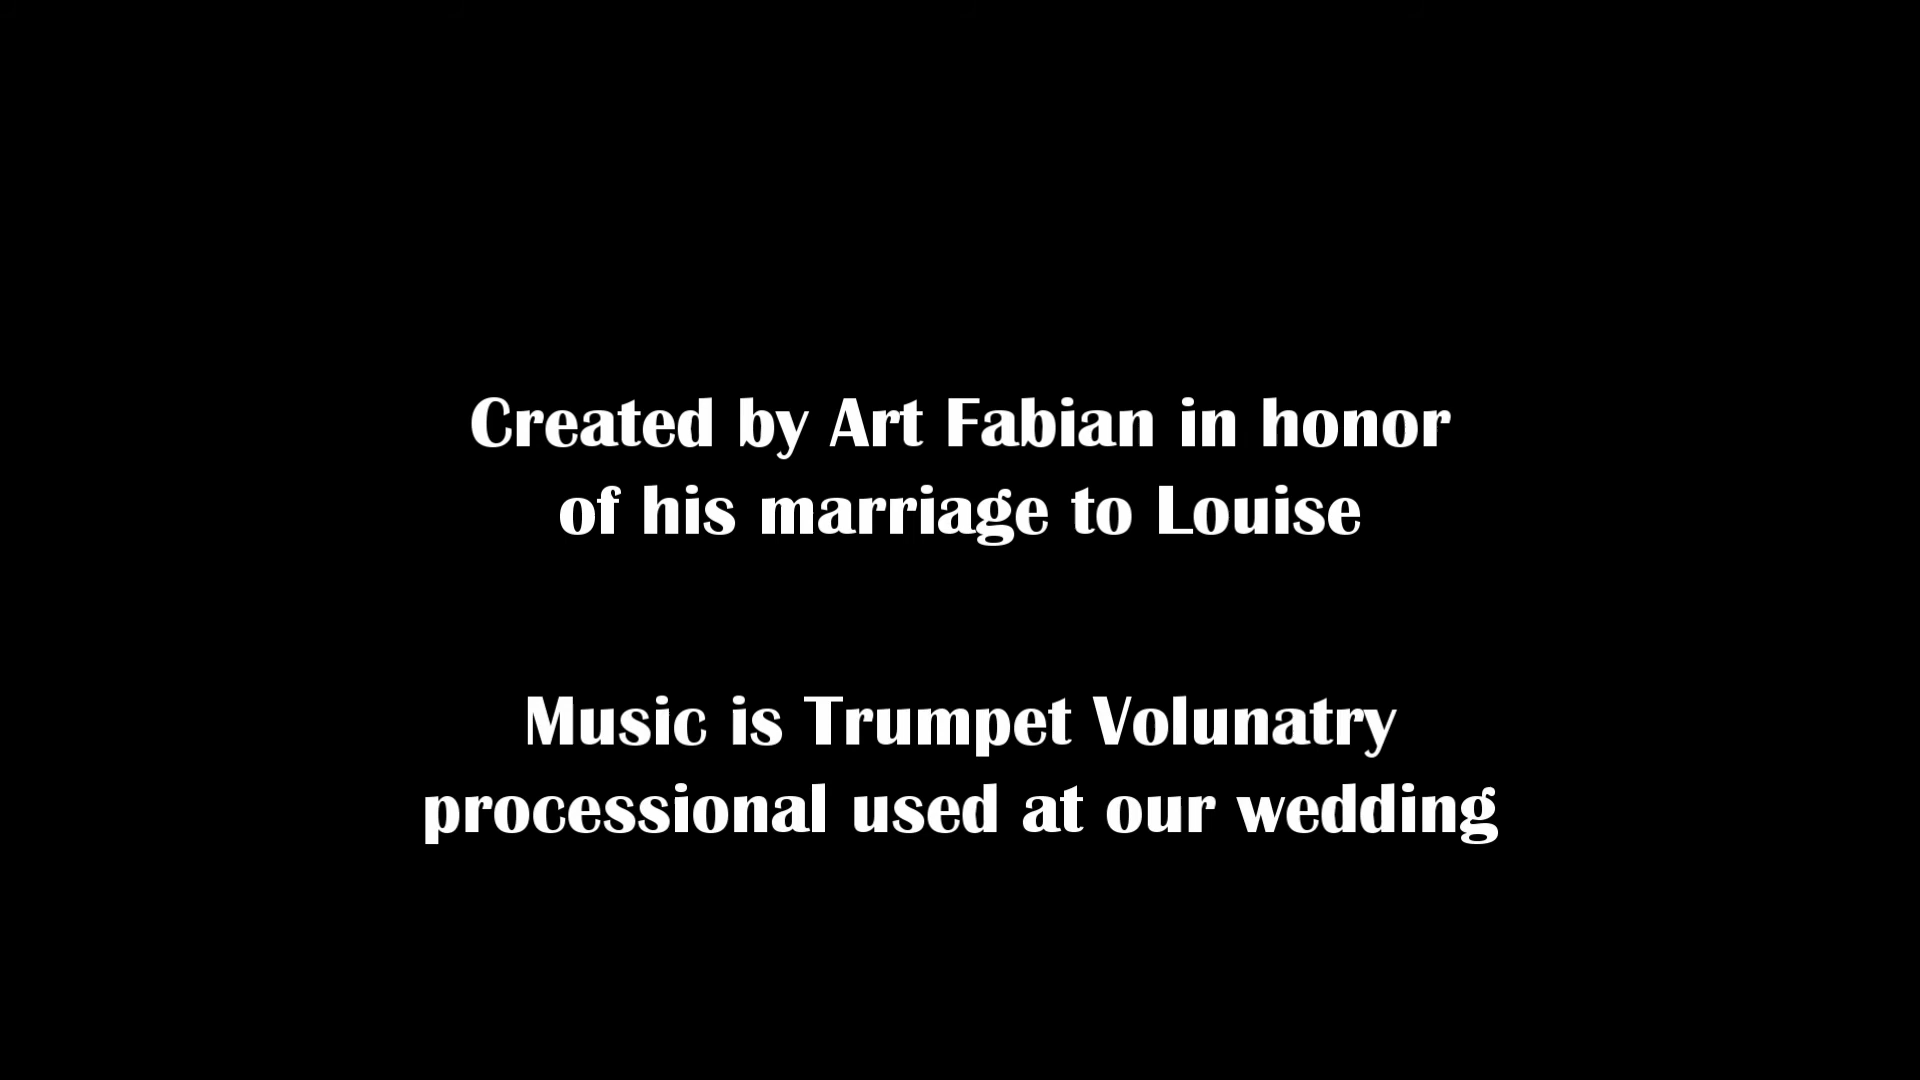 Created by Art Fabian in honor
of his marriage to Louise
Music is Trumpet Volunatry
processional used at our wedding